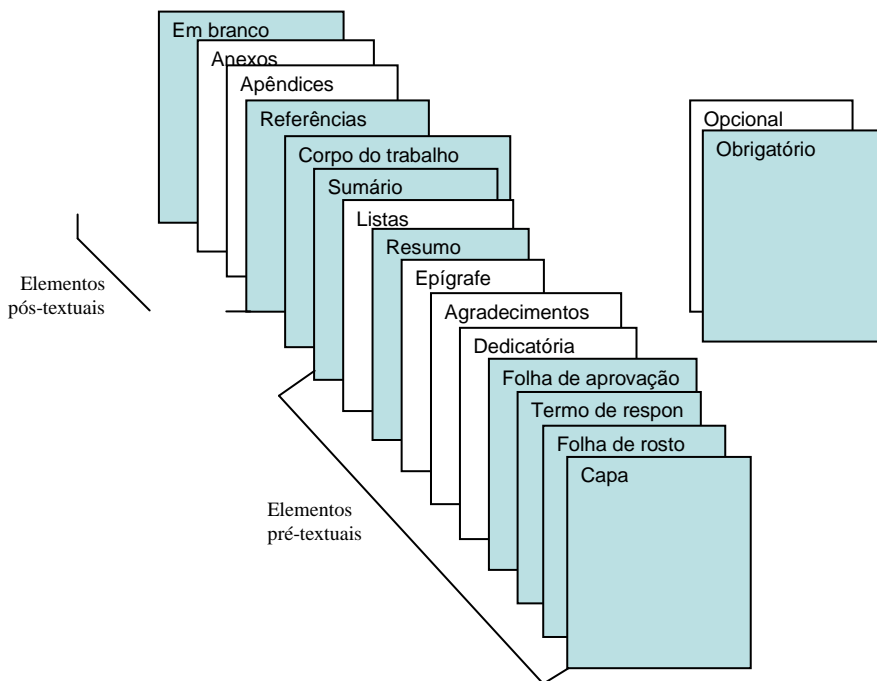 Em branco
Anexos
Apêndices
Referências
Corpo do trabalho
Sumário
Listas
Resumo
Epígrafe
Agradecimentos
Dedicatória
Folha de aprovação
Termo de respon
Folha de rosto
Capa
Opcional
Obrigatório
Elementos
pós-textuais
Elementos
pré-textuais